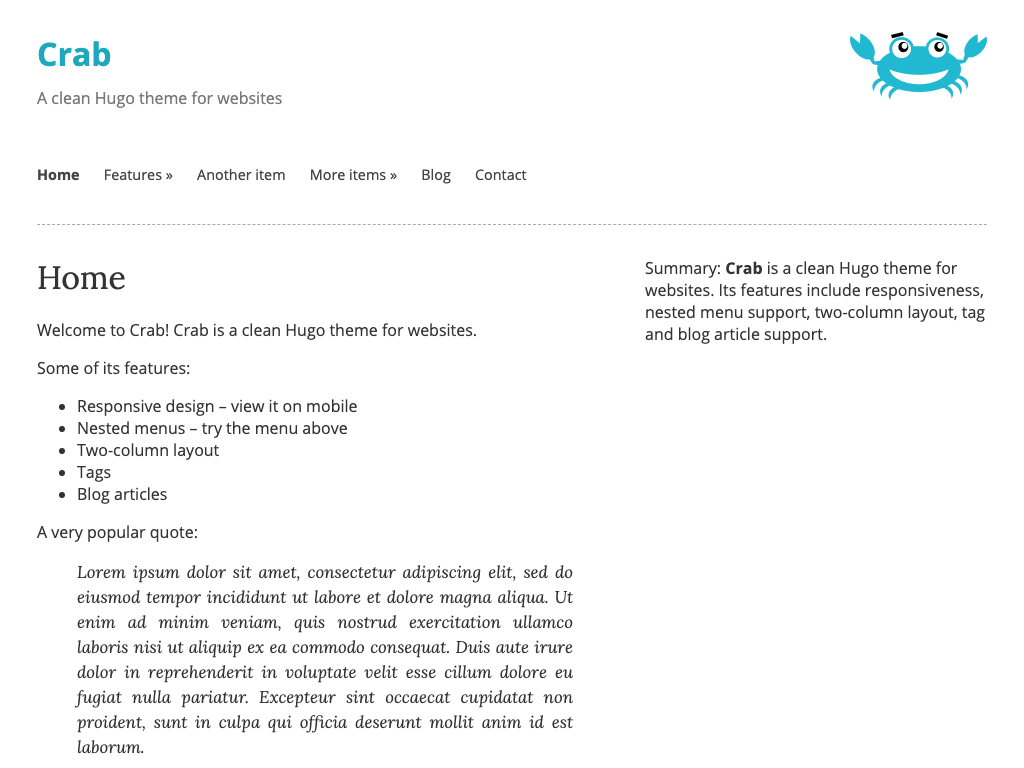 Crab
A clean Hugo theme for websites
Home Features » Another item More items » Blog Contact
Home
Welcome to Crab! Crab is a clean Hugo theme for websites.
Some of its features:
• Responsive design – view it on mobile
• Nested menus – try the menu above
• Two-column layout
• Tags
• Blog articles
A very popular quote:
Lorem ipsum dolor sit amet, consectetur adipiscing elit, sed do
eiusmod tempor incididunt ut labore et dolore magna aliqua. Ut
enim ad minim veniam, quis nostrud exercitation ullamco
laboris nisi ut aliquip ex ea commodo consequat. Duis aute irure
dolor in reprehenderit in voluptate velit esse cillum dolore eu
fugiat nulla pariatur. Excepteur sint occaecat cupidatat non
proident, sunt in culpa qui officia deserunt mollit anim id est
laborum.
Summary: Crab is a clean Hugo theme for
websites. Its features include responsiveness,
nested menu support, two-column layout, tag
and blog article support.